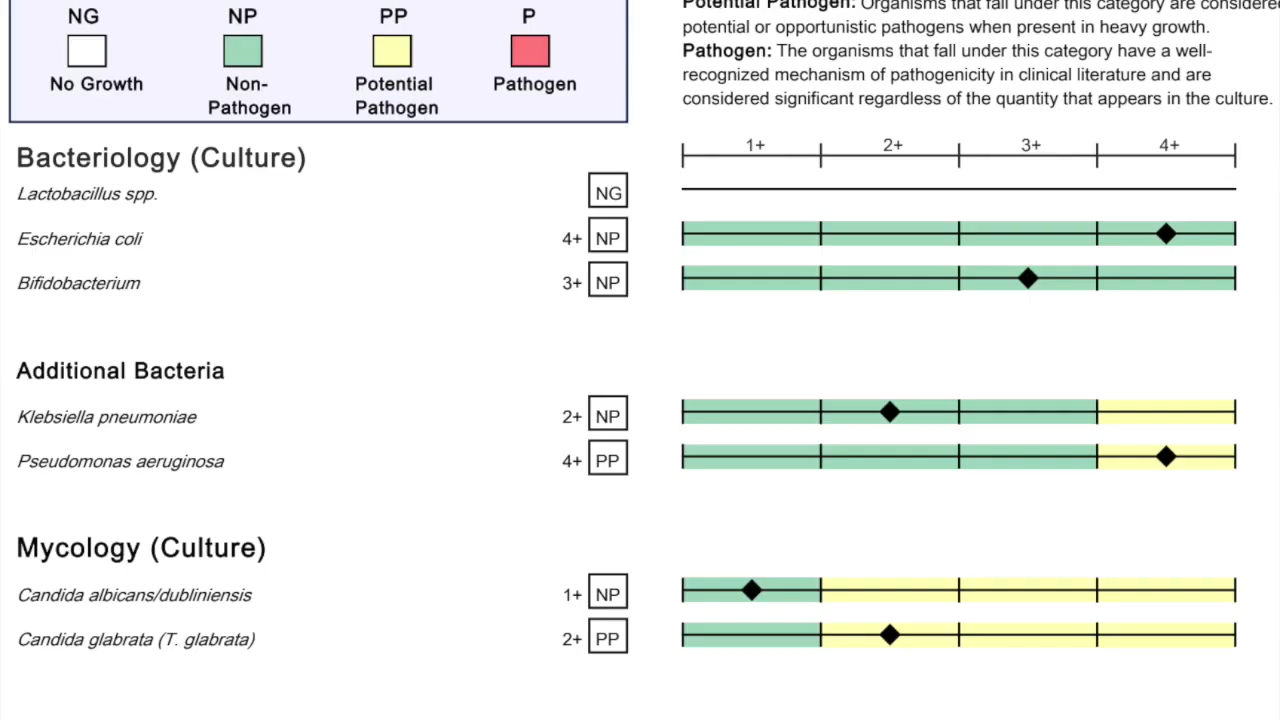 NG NP PP P
No Growth Non-Pathogen Potential Pathogen Pathogen
Potential Pathogen: Organisms that fall under this category are considered
potential or opportunistic pathogens when present in heavy growth.
Pathogen: The organisms that fall under this category have a well-
recognized mechanism of pathogenicity in clinical literature and are
considered significant regardless of the quantity that appears in the culture.
Bacteriology (Culture)
1+ 2+ 3+ 4+
Lactobacillus spp. NG
Escherichia coli 4+ NP
Bifidobacterium 3+ NP
Additional Bacteria
Klebsiella pneumoniae 2+ NP
Pseudomonas aeruginosa 4+ PP
Mycology (Culture)
Candida albicans/dubliniensis 1+ NP
Candida glabrata (T. glabrata) 2+ PP